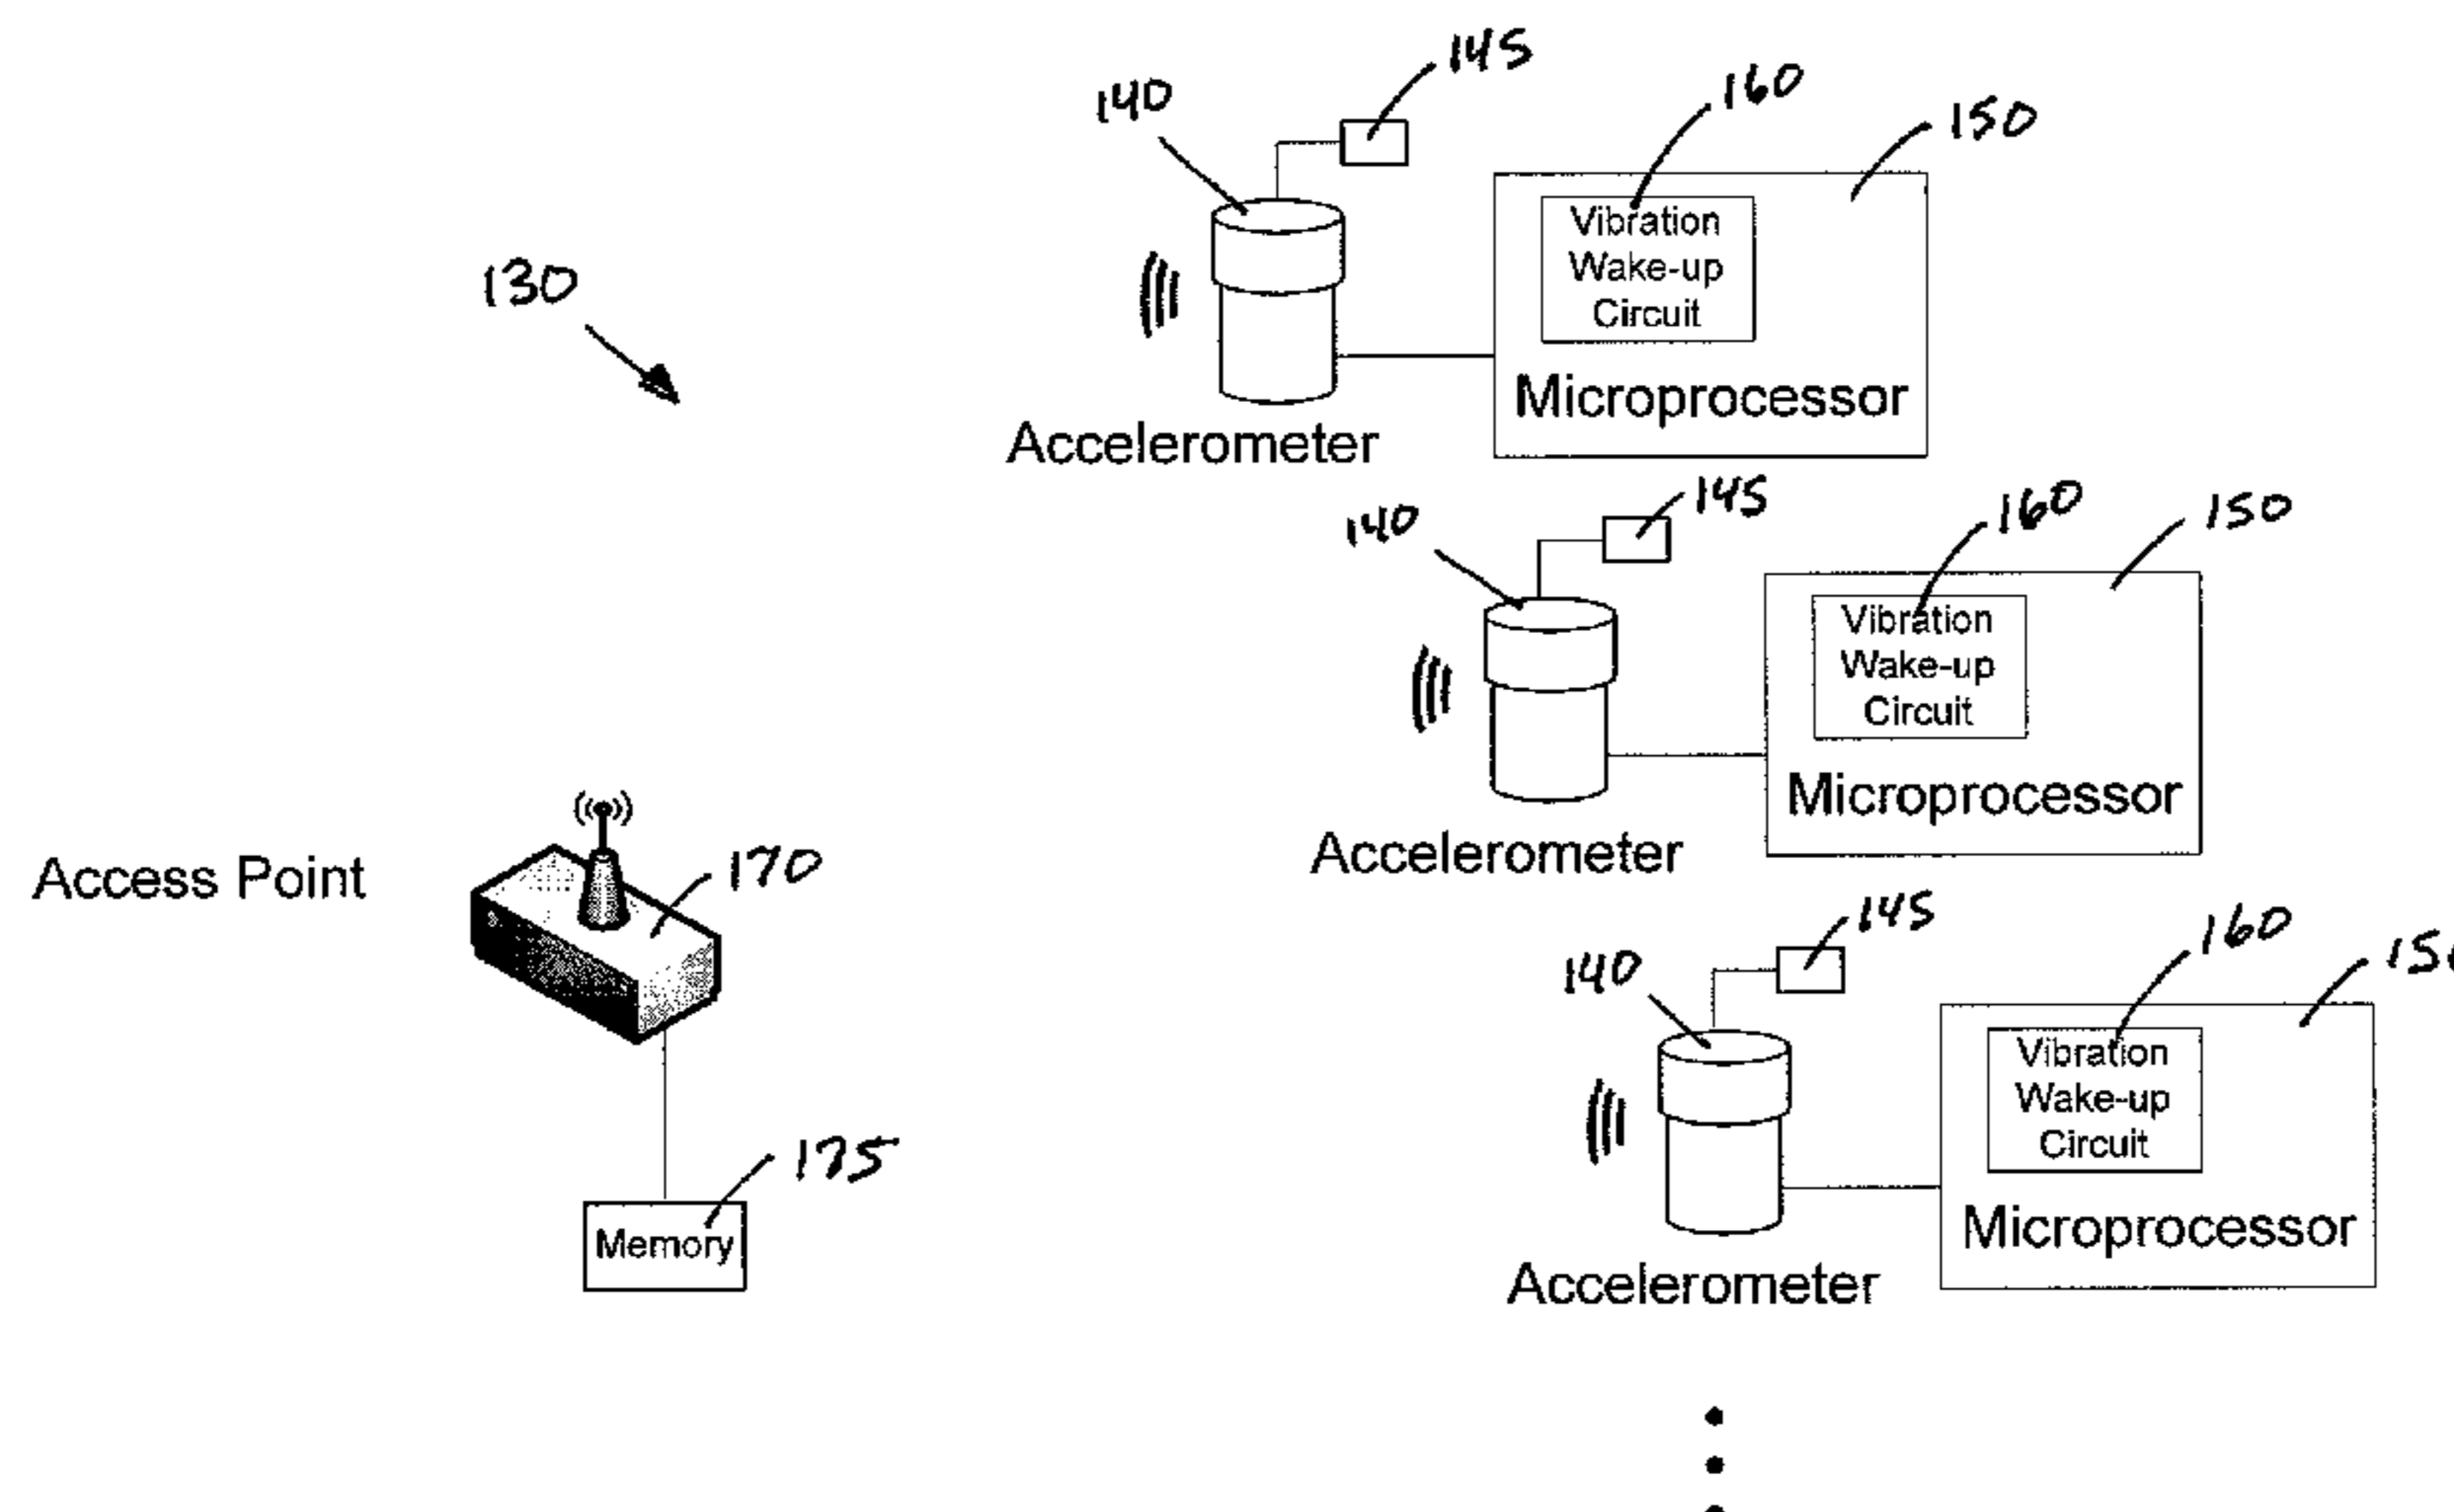 145
140
160
150
130
Vibration
Wake-up
Circuit
Microprocessor
Accelerometer
145
140
160
150
Vibration
Wake-up
Circuit
Microprocessor
Accelerometer
Access Point
170
145
140
160
Vibration
Wake-up
Circuit
Microprocessor
Accelerometer
175
Memory